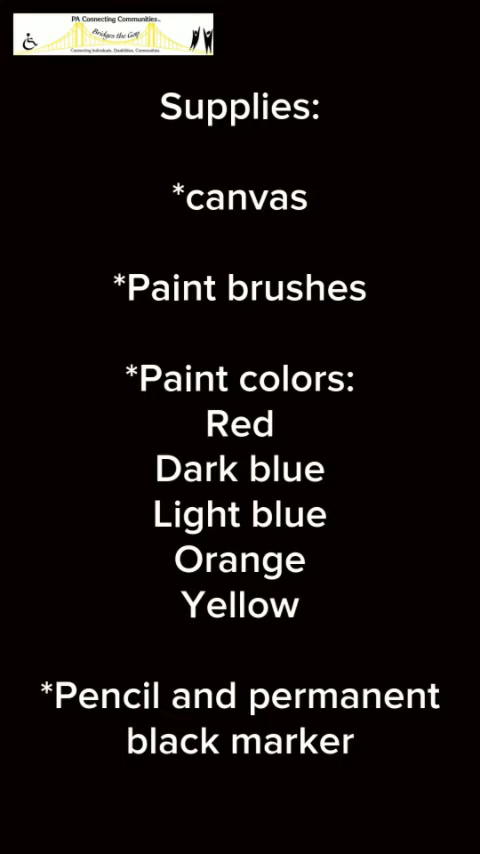 PA Connecting Communities
Bridges the Gap
Connecting Individuals, Disabilities, Communities
Supplies:
*canvas
*Paint brushes
*Paint colors:
Red
Dark blue
Light blue
Orange
Yellow
*Pencil and permanent
black marker